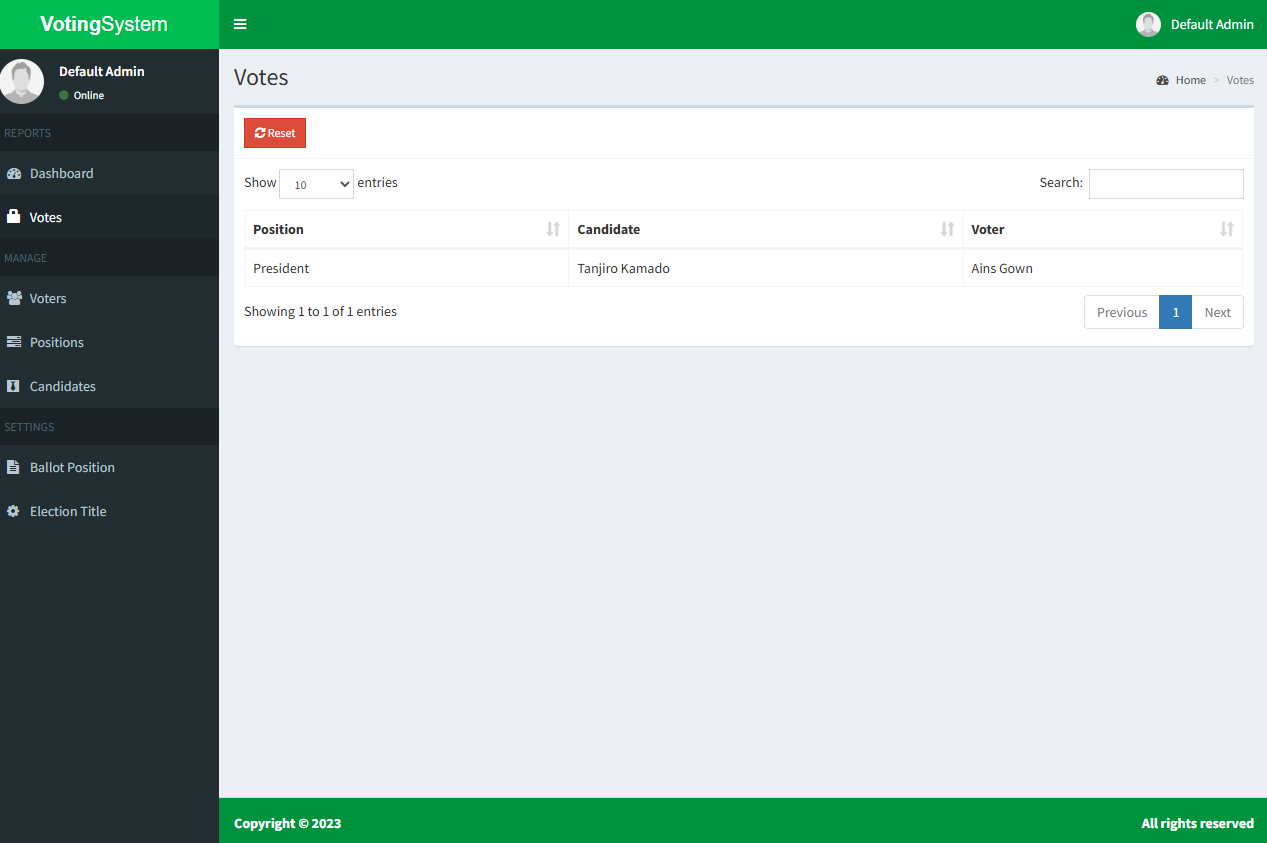 VotingSystem
Default Admin
Default Admin
Online
REPORTS
Dashboard
Votes
MANAGE
Voters
Positions
Candidates
SETTINGS
Ballot Position
Election Title
Votes
Home > Votes
Reset
Show 10 entries
Search:
Position Candidate Voter
President Tanjiro Kamado Ains Gown
Showing 1 to 1 of 1 entries
Previous 1 Next
Copyright © 2023
All rights reserved